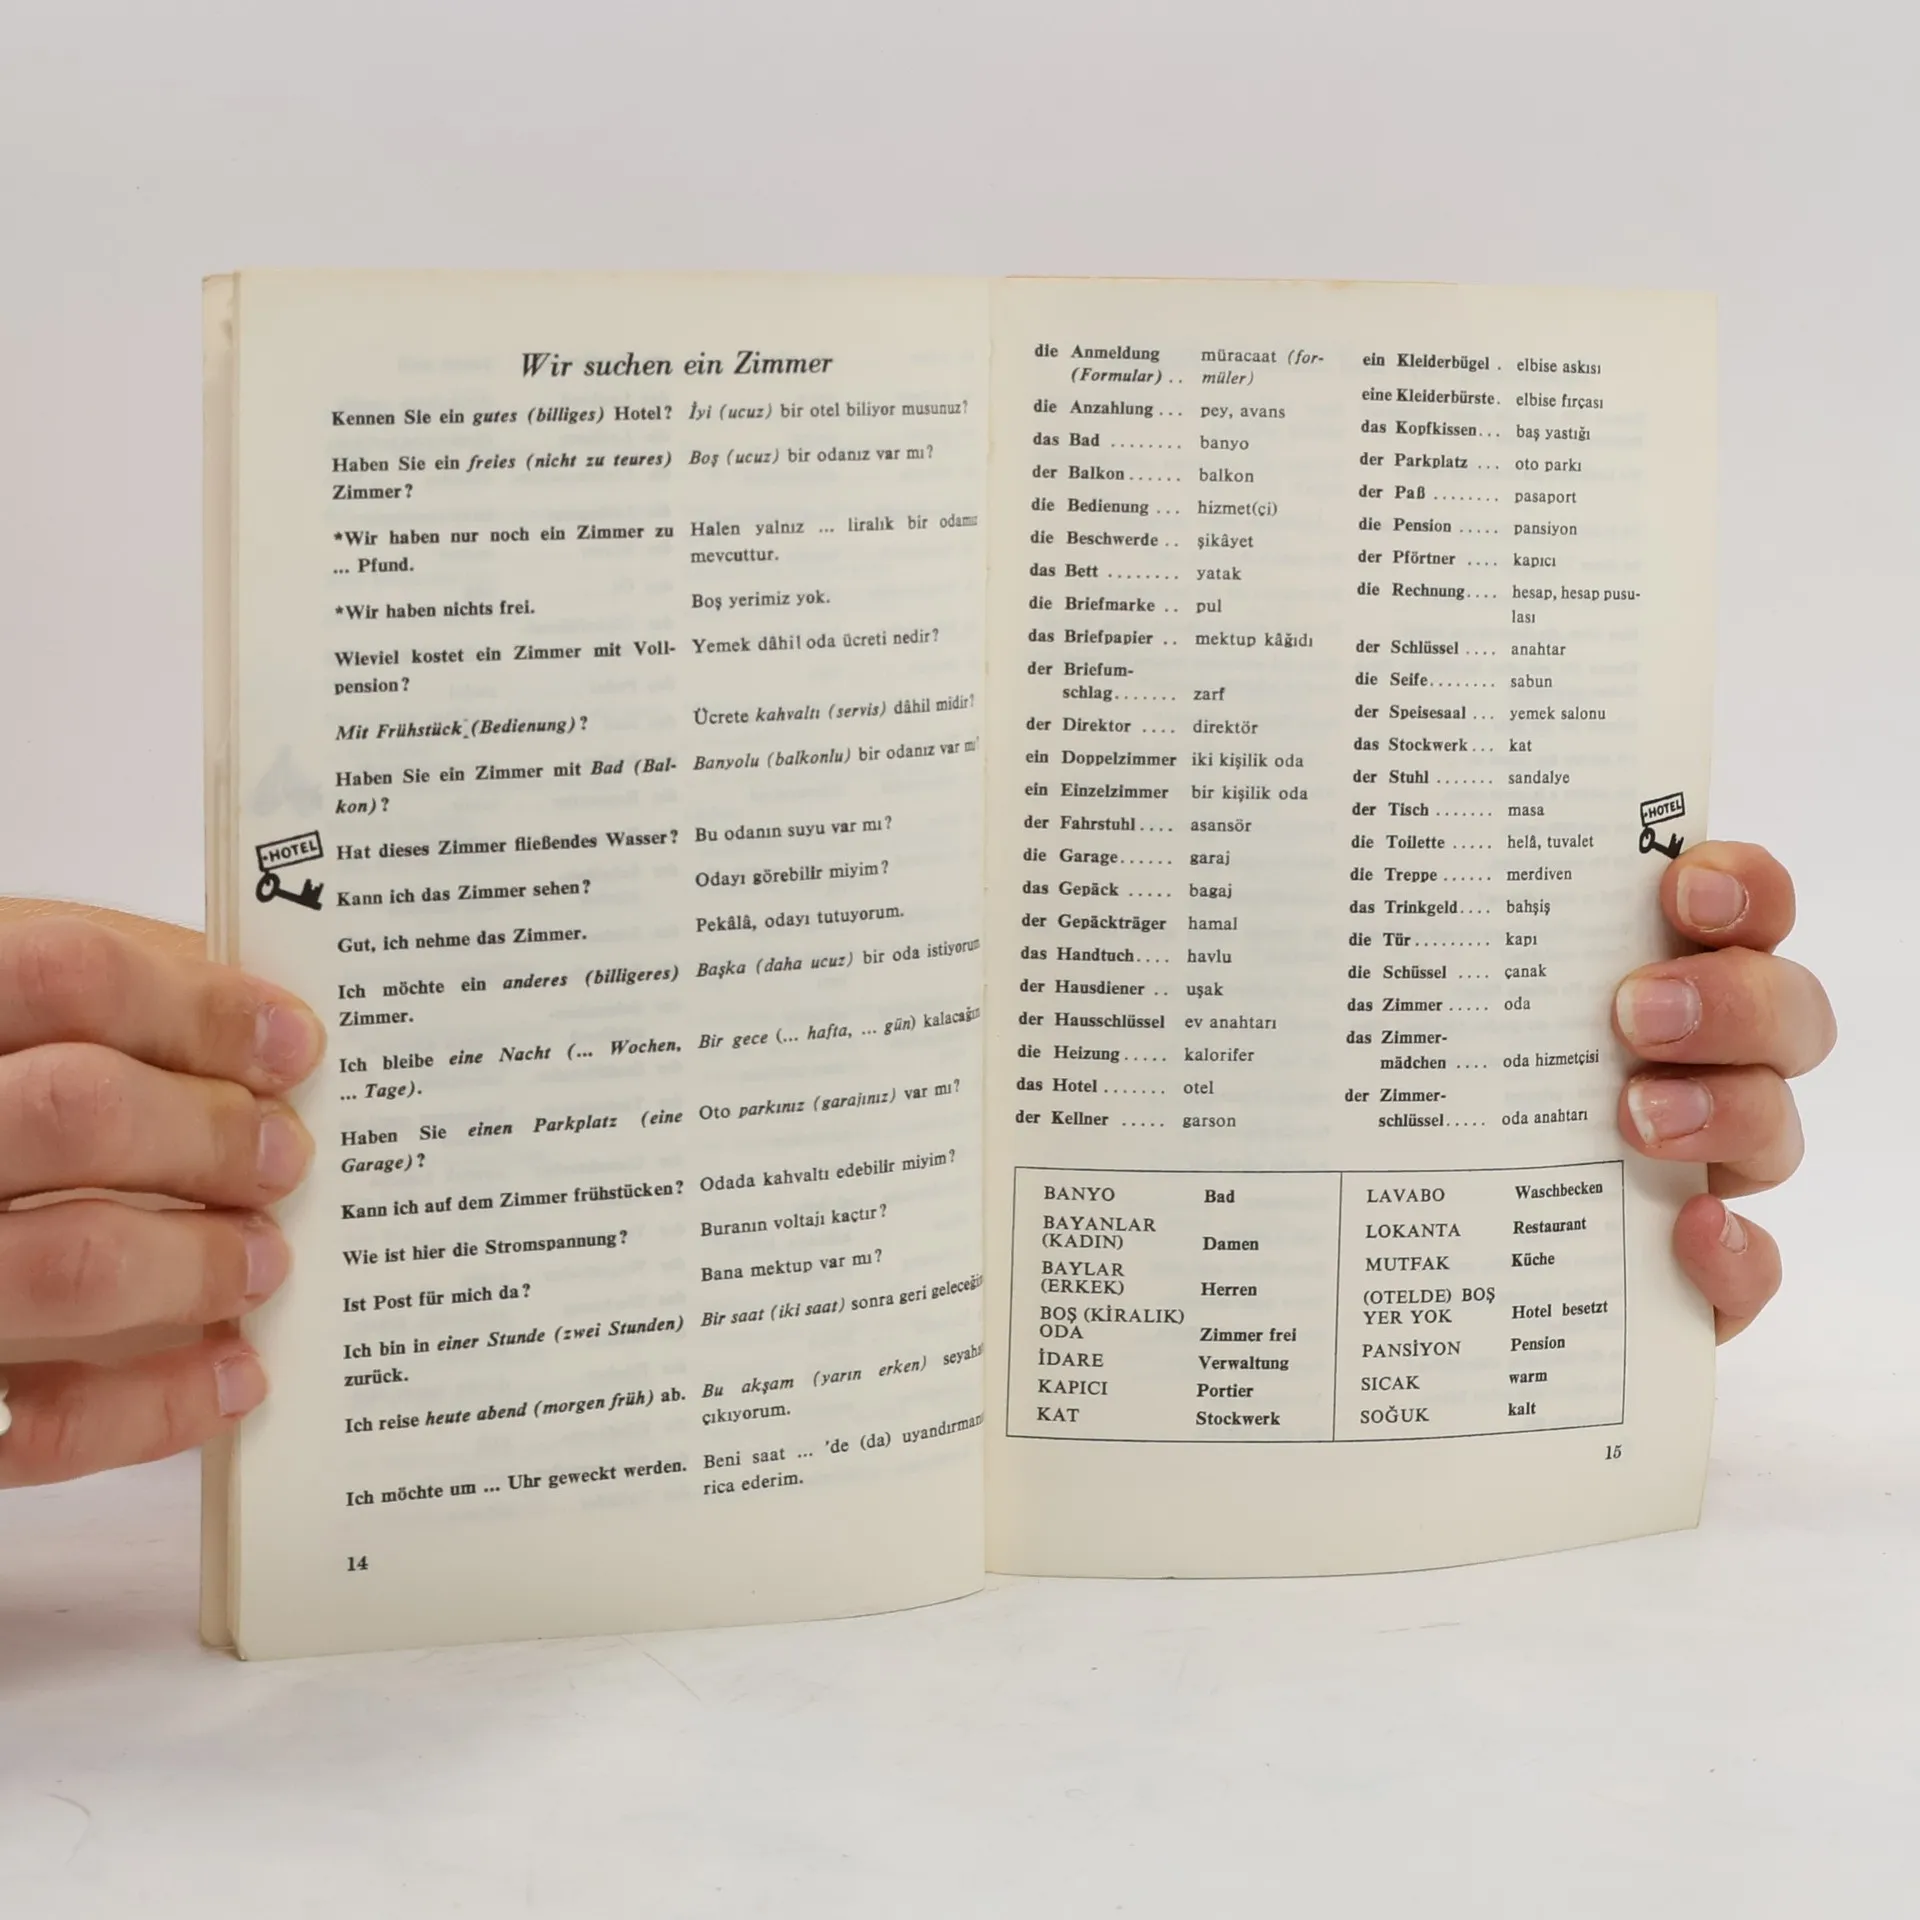 Wir suchen ein Zimmer
Kennen Sie ein gutes (billiges) Hotel? İyi (ucuz) bir otel biliyor musunuz?
Haben Sie ein freies (nicht zu teures) Boş (ucuz) bir odanız var mı?
Zimmer?
*Wir haben nur noch ein Zimmer zu Halen yalnız ... liralık bir odamız
... Pfund. mevcuttur.
*Wir haben nichts frei. Boş yerimiz yok.
Wieviel kostet ein Zimmer mit Voll- Yemek dâhil oda ücreti nedir?
pension?
Mit Frühstück (Bedienung)? Ücrete kahvaltı (servis) dâhil midir?
Haben Sie ein Zimmer mit Bad (Bal- Banyolu (balkonlu) bir odanız var mı
kon)?
Hat dieses Zimmer fließendes Wasser? Bu odanın suyu var mı?
Kann ich das Zimmer sehen? Odayı görebilir miyim?
Gut, ich nehme das Zimmer. Pekâlâ, odayı tutuyorum.
Ich möchte ein anderes (billigeres) Başka (daha ucuz) bir oda istiyorum
Zimmer.
Ich bleibe eine Nacht (... Wochen, Bir gece (... hafta, ... gün) kalacağım
... Tage).
Haben Sie einen Parkplatz (eine Oto parkınız (garajınız) var mı?
Garage)?
Kann ich auf dem Zimmer frühstücken? Odada kahvaltı edebilir miyim?
Wie ist hier die Stromspannung? Buranın voltajı kaçtır?
Ist Post für mich da? Bana mektup var mı?
Ich bin in einer Stunde (zwei Stunden) Bir saat (iki saat) sonra geri geleceğim
zurück.
Ich reise heute abend (morgen früh) ab. Bu akşam (yarın erken)
çıkıyorum.
Ich möchte um ... Uhr geweckt werden. Beni saat ... 'de (da)
rica ederim.
HOTEL
14
die Anmeldung müracaat (for-
(Formular) .. müler)
die Anzahlung ... pey, avans
das Bad ........ banyo
der Balkon ...... balkon
die Bedienung ... hizmet(çi)
die Beschwerde .. şikâyet
das Bett ........ yatak
die Briefmarke .. pul
das Briefpapier .. mektup kâğıdı
der Briefum-
schlag ....... zarf
der Direktor .... direktör
ein Doppelzimmer iki kişilik oda
ein Einzelzimmer bir kişilik oda
der Fahrstuhl .... asansör
die Garage ...... garaj
das Gepäck ..... bagaj
der Gepäckträger hamal
das Handtuch .... havlu
der Hausdiener .. uşak
der Hausschlüssel ev anahtarı
die Heizung ..... kalorifer
das Hotel ....... otel
der Kellner ..... garson
ein Kleiderbügel . elbise askısı
eine Kleiderbürste. elbise fırçası
das Kopfkissen ... baş yastığı
der Parkplatz ... oto parkı
der Paß ........ pasaport
die Pension ..... pansiyon
der Pförtner .... kapıcı
die Rechnung .... hesap, hesap pusu-
lası
der Schlüssel .... anahtar
die Seife ........ sabun
der Speisesaal ... yemek salonu
das Stockwerk ... kat
der Stuhl ....... sandalye
der Tisch ....... masa
die Toilette ..... helâ, tuvalet
die Treppe ...... merdiven
das Trinkgeld .... bahşiş
die Tür ......... kapı
die Schüssel .... çanak
das Zimmer ..... oda
das Zimmer-
mädchen .... oda hizmetçisi
der Zimmer-
schlüssel ..... oda anahtarı
HOTEL
BANYO Bad
BAYANLAR
(KADIN) Damen
BAYLAR
(ERKEK) Herren
BOŞ (KİRALIK)
ODA Zimmer frei
İDARE Verwaltung
KAPICI Portier
KAT Stockwerk
LAVABO Waschbecken
LOKANTA Restaurant
MUTFAK Küche
(OTELDE) BOŞ
YER YOK Hotel besetzt
PANSİYON Pension
SICAK warm
SOĞUK kalt
15